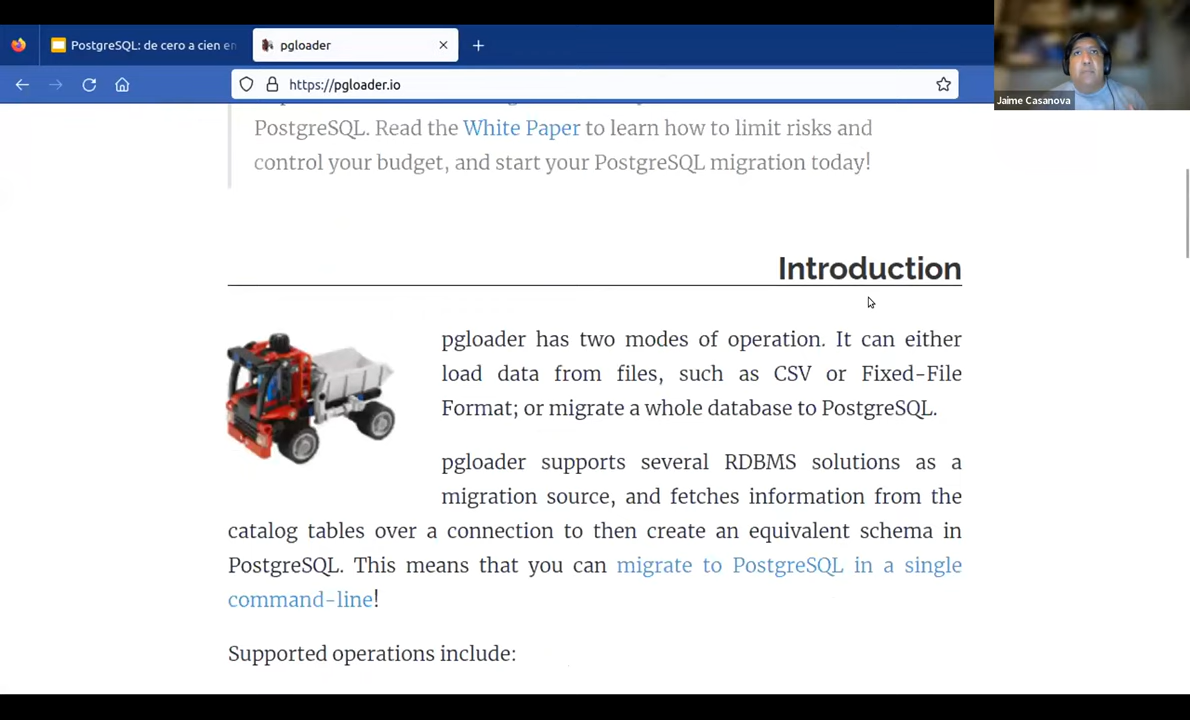 PostgreSQL: de cero a cien en
pgloader
https://pgloader.io
Jaime Casanova
PostgreSQL. Read the White Paper to learn how to limit risks and
control your budget, and start your PostgreSQL migration today!
Introduction
pgloader has two modes of operation. It can either
load data from files, such as CSV or Fixed-File
Format; or migrate a whole database to PostgreSQL.
pgloader supports several RDBMS solutions as a
migration source, and fetches information from the
catalog tables over a connection to then create an equivalent schema in
PostgreSQL. This means that you can migrate to PostgreSQL in a single
command-line!
Supported operations include: